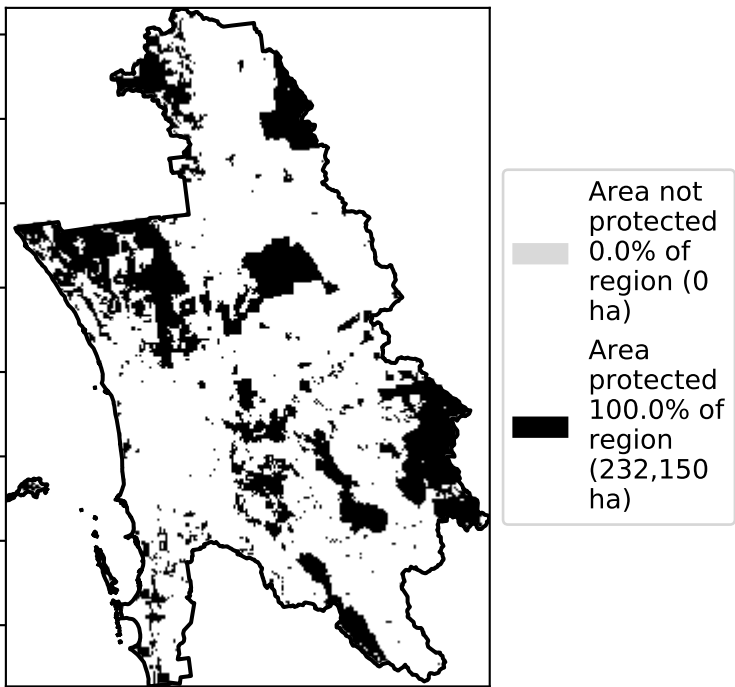 Area not
protected
0.0% of
region (0
ha)
Area
protected
100.0% of
region
(232,150
ha)